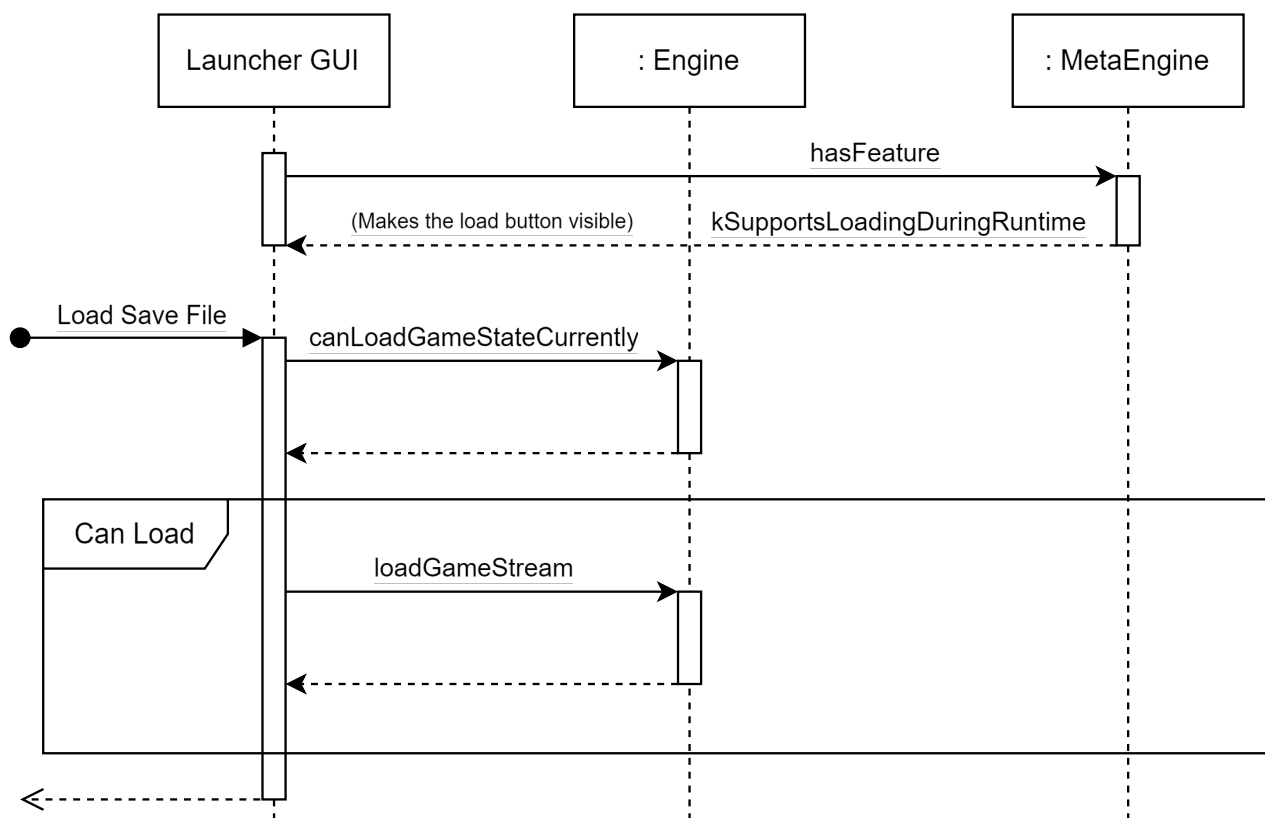 Launcher GUI
: Engine
: MetaEngine
hasFeature
(Makes the load button visible)
kSupportsLoadingDuringRuntime
Load Save File
canLoadGameStateCurrently
Can Load
loadGameStream